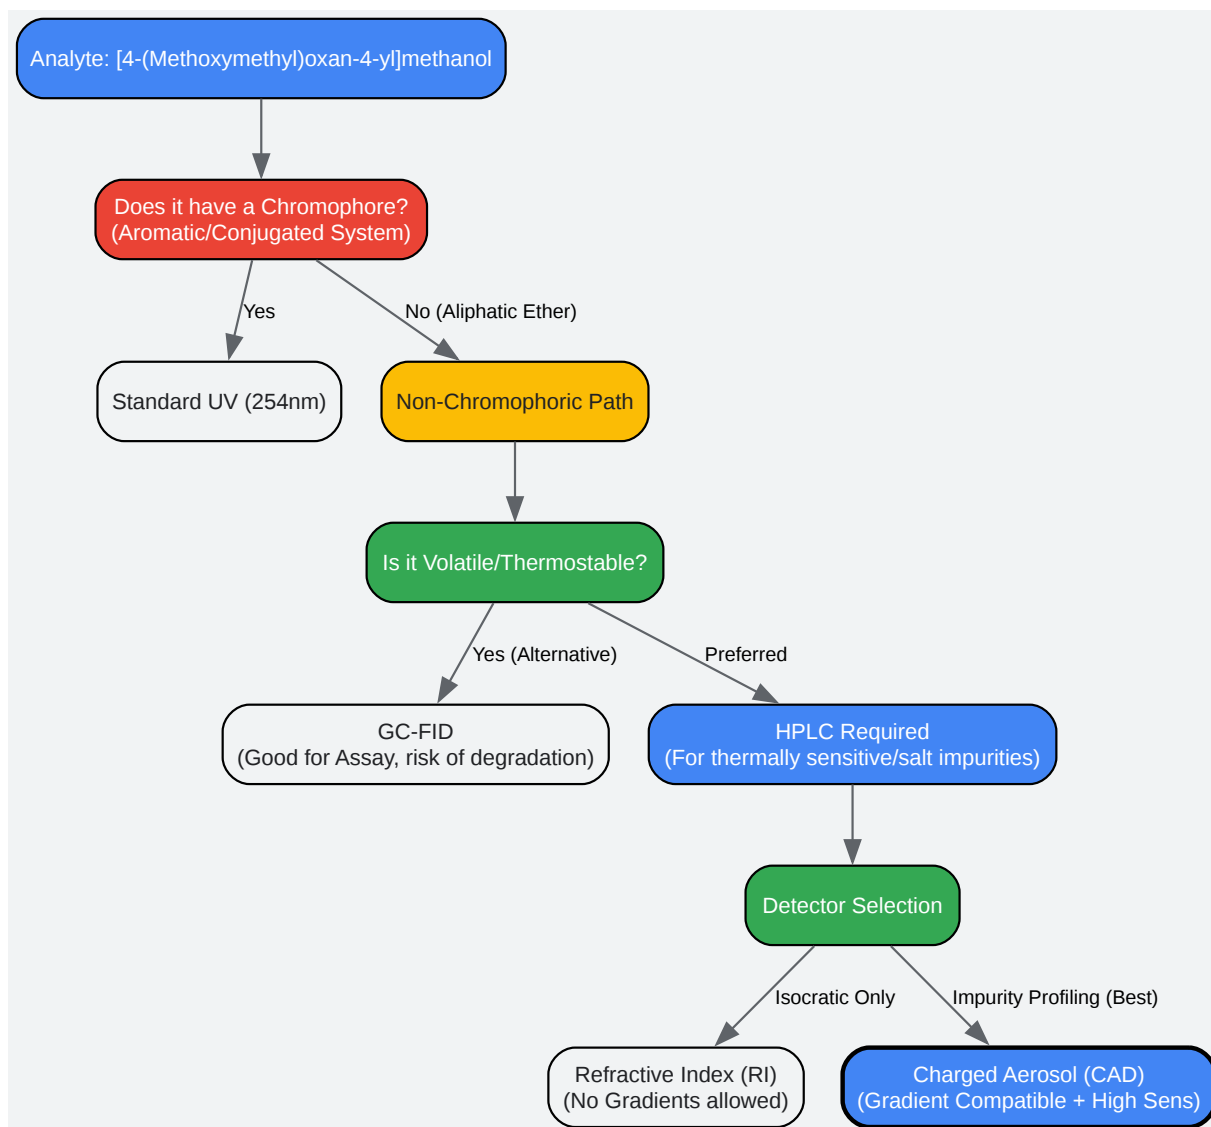 Analyte: [4-(Methoxymethyl)oxan-4-yl]methanol
Does it have a Chromophore?
(Aromatic/Conjugated System)
Yes
No (Aliphatic Ether)
Standard UV (254nm)
Non-Chromophoric Path
Is it Volatile/Thermostable?
Yes (Alternative)
Preferred
GC-FID
(Good for Assay, risk of degradation)
HPLC Required
(For thermally sensitive/salt impurities)
Detector Selection
Isocratic Only
Impurity Profiling (Best)
Refractive Index (RI)
(No Gradients allowed)
Charged Aerosol (CAD)
(Gradient Compatible + High Sens)